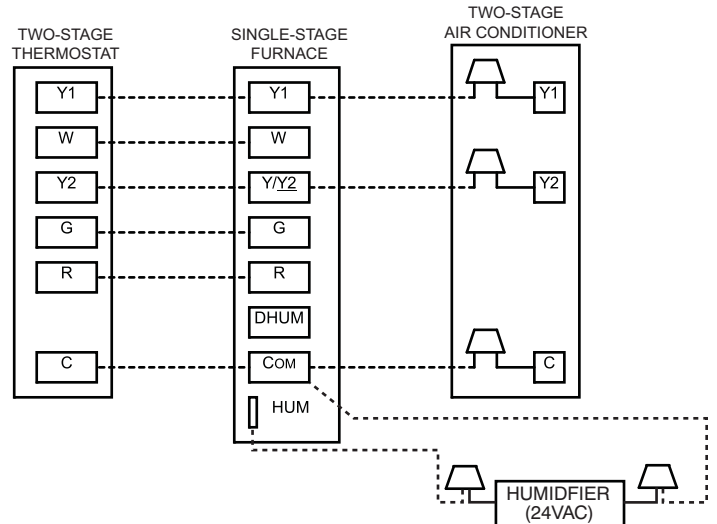 TWO-STAGE
THERMOSTAT
SINGLE-STAGE
FURNACE
TWO-STAGE
AIR CONDITIONER
Y1
Y1
Y1
W
W
Y2
Y/Y2
Y2
G
G
R
R
DHUM
C
COM
C
HUM
HUMIDFIER
(24VAC)